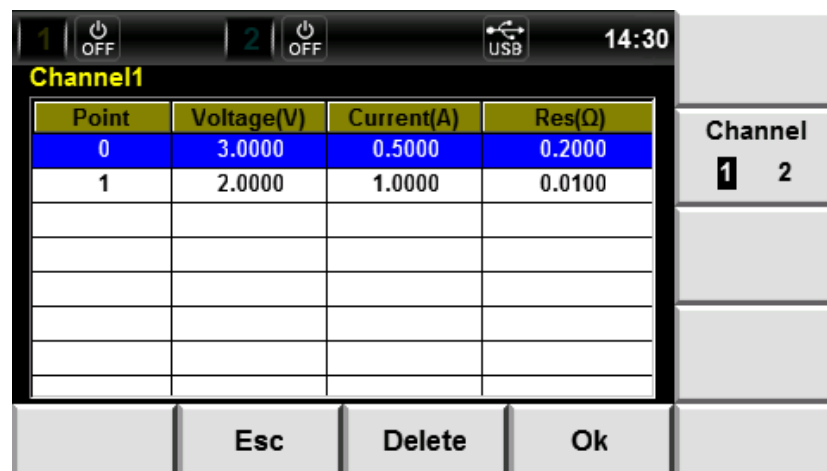 1 OFF 2 OFF USB 14:30
Channel1
Point Voltage(V) Current(A) Res(Ω)
0 3.0000 0.5000 0.2000
1 2.0000 1.0000 0.0100
Channel
1 2
Esc Delete Ok